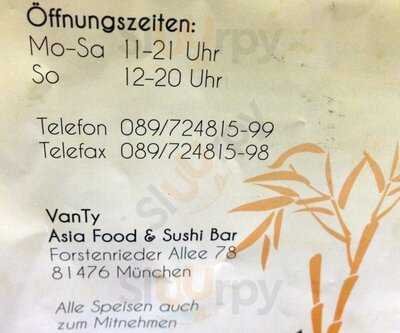 Öffnungszeiten:
Mo-Sa 11-21 Uhr
So 12-20 Uhr
Telefon 089/724815-99
Telefax 089/724815-98
VanTy
Asia Food & Sushi Bar
Forstenrieder Allee 78
81476 München
Alle Speisen auch
zum Mitnehmen